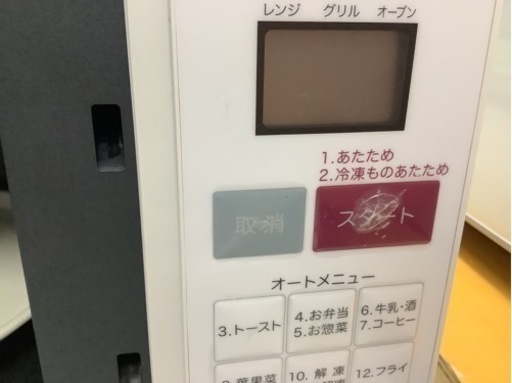 レンジ グリル オーブン
1.あたため
2.冷凍ものあたため
取消
スタート
オートメニュー
3.トースト
4.お弁当
5.お惣菜
6.牛乳・酒
7.コーヒー
10.解凍
12.フライ